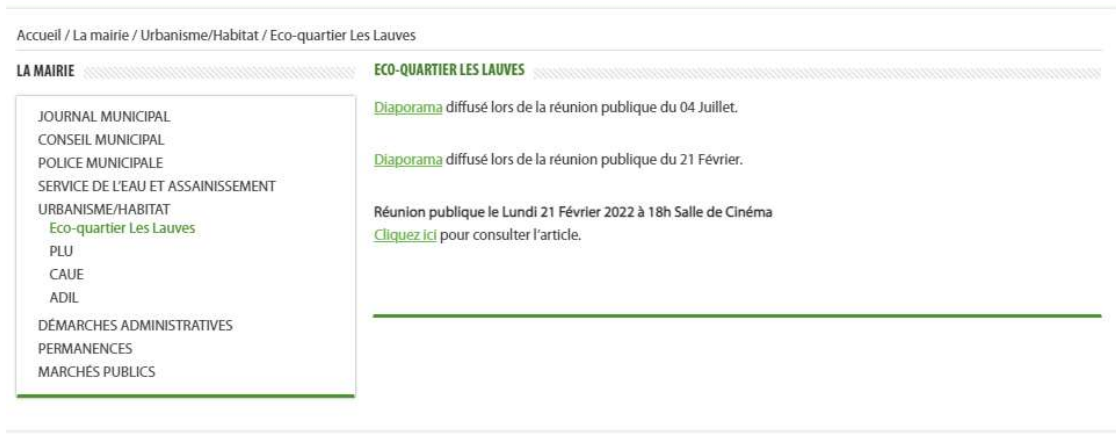 Accueil / La mairie / Urbanisme/Habitat / Eco-quartier Les Lauves
LA MAIRIE
JOURNAL MUNICIPAL
CONSEIL MUNICIPAL
POLICE MUNICIPALE
SERVICE DE L'EAU ET ASSAINISSEMENT
URBANISME/HABITAT
Eco-quartier Les Lauves
PLU
CAUE
ADIL
DÉMARCHES ADMINISTRATIVES
PERMANENCES
MARCHÉS PUBLICS
ECO-QUARTIER LES LAUVES
Diaporama diffusé lors de la réunion publique du 04 Juillet.
Diaporama diffusé lors de la réunion publique du 21 Février.
Réunion publique le Lundi 21 Février 2022 à 18h Salle de Cinéma
Cliquez ici pour consulter l'article.